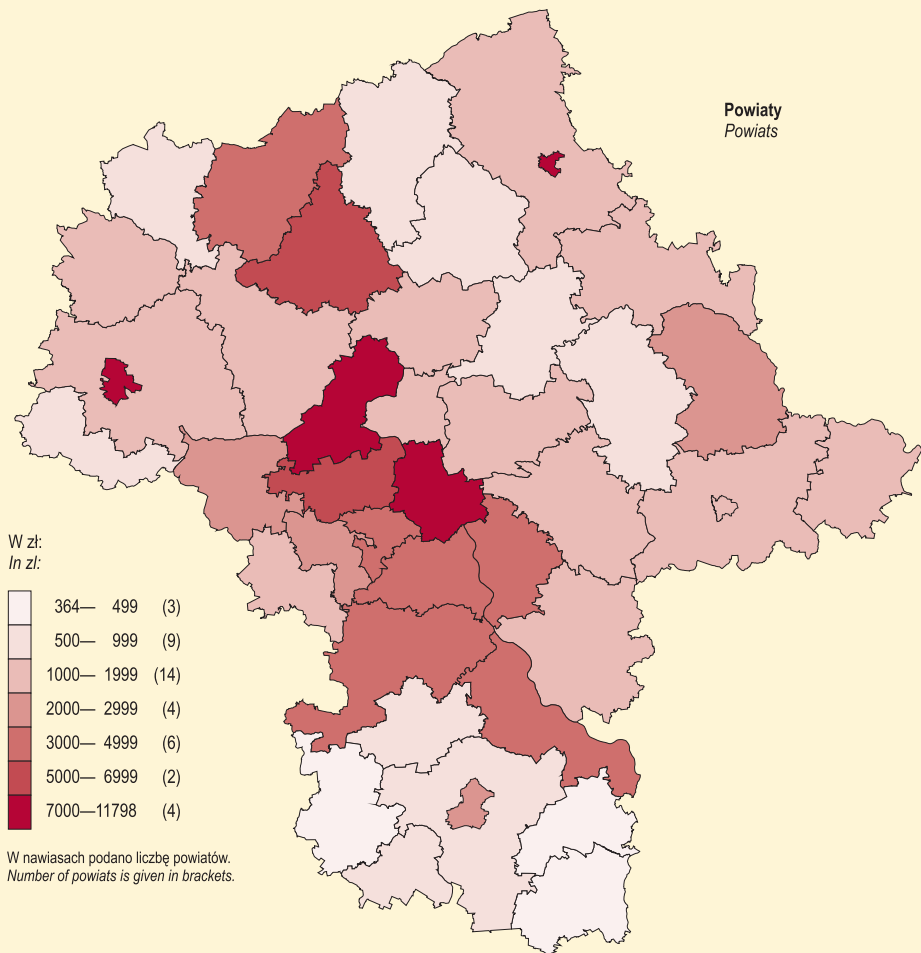 Powiaty
Powiats
W zł:
In zl:
364— 499 (3)
500— 999 (9)
1000— 1999 (14)
2000— 2999 (4)
3000— 4999 (6)
5000— 6999 (2)
7000—11798 (4)
W nawiasach podano liczbę powiatów.
Number of powiats is given in brackets.